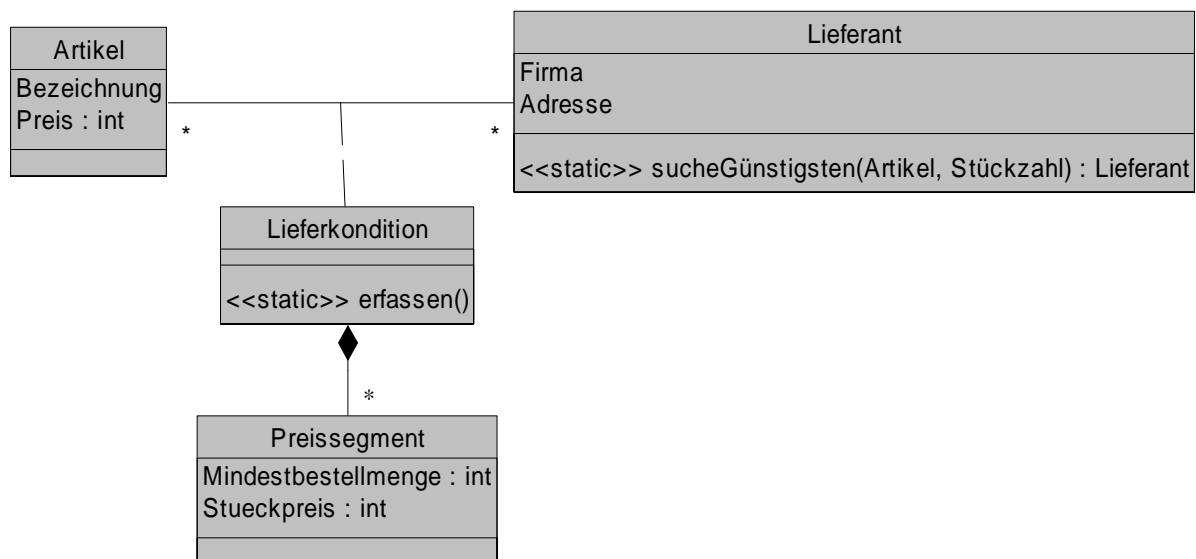 Artikel
Bezeichnung
Preis : int
*
*
Lieferant
Firma
Adresse
<<static>> sucheGünstigsten(Artikel, Stückzahl) : Lieferant
Lieferkondition
<<static>> erfassen()
*
Preissegment
Mindestbestellmenge : int
Stueckpreis : int